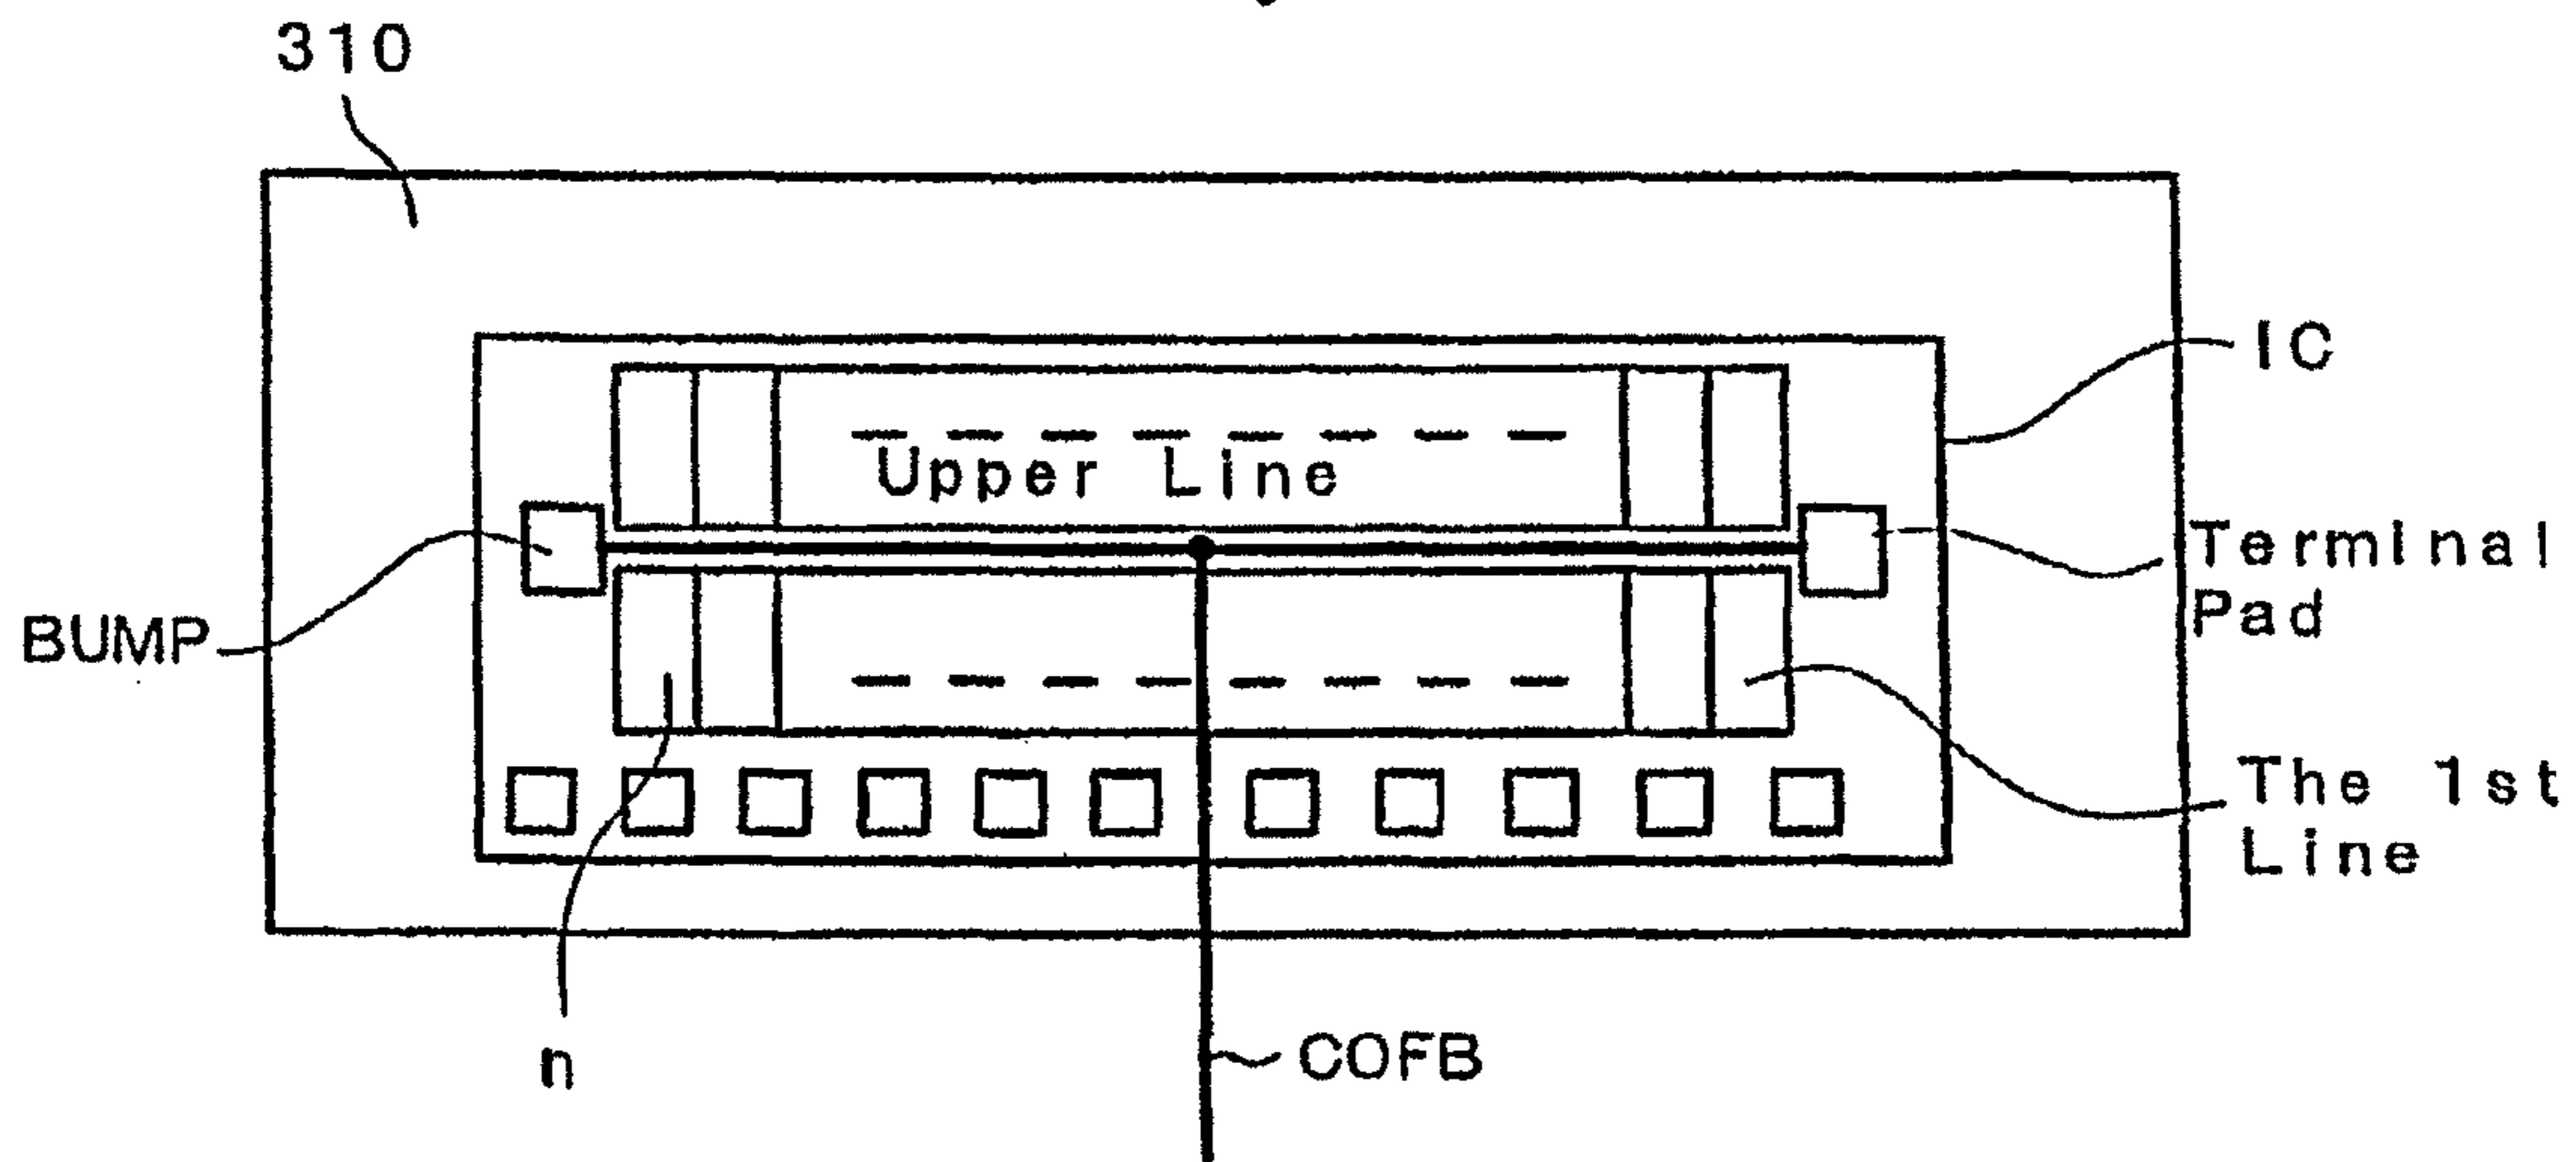 310
IC
Upper Line
Terminal
Pad
BUMP
The 1st
Line
COFB
n